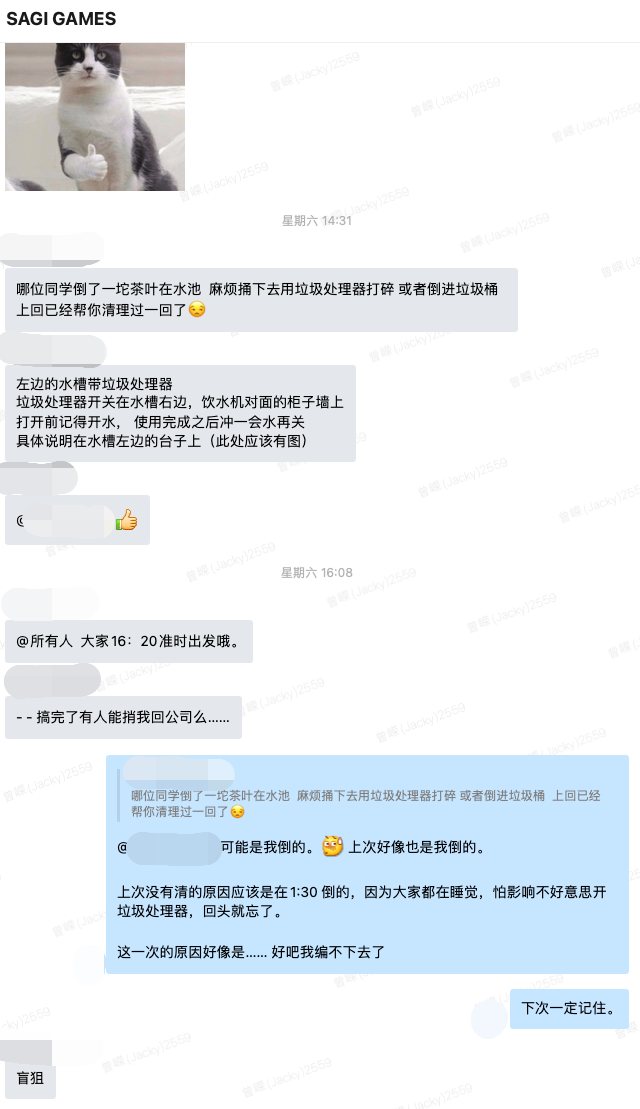 SAGI GAMES
星期六 14:31
哪位同学倒了一坨茶叶在水池 麻烦捅下去用垃圾处理器打碎 或者倒进垃圾桶
上回已经帮你清理过一回了😒
左边的水槽带垃圾处理器
垃圾处理器开关在水槽右边，饮水机对面的柜子墙上
打开前记得开水， 使用完成之后冲一会水再关
具体说明在水槽左边的台子上（此处应该有图）
@👍
星期六 16:08
@所有人 大家16：20准时出发哦。
- - 搞完了有人能捎我回公司么……
哪位同学倒了一坨茶叶在水池 麻烦捅下去用垃圾处理器打碎 或者倒进垃圾桶 上回已经
帮你清理过一回了😒
@可能是我倒的。 上次好像也是我倒的。
上次没有清的原因应该是在1:30 倒的，因为大家都在睡觉，怕影响不好意思开
垃圾处理器，回头就忘了。
这一次的原因好像是…… 好吧我编不下去了
下次一定记住。
盲狙
曾嵘(Jacky)2559